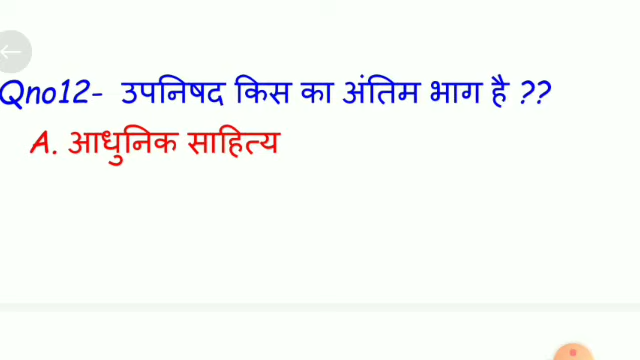 Qno12- उपनिषद किस का अंतिम भाग है ??
A. आधुनिक साहित्य